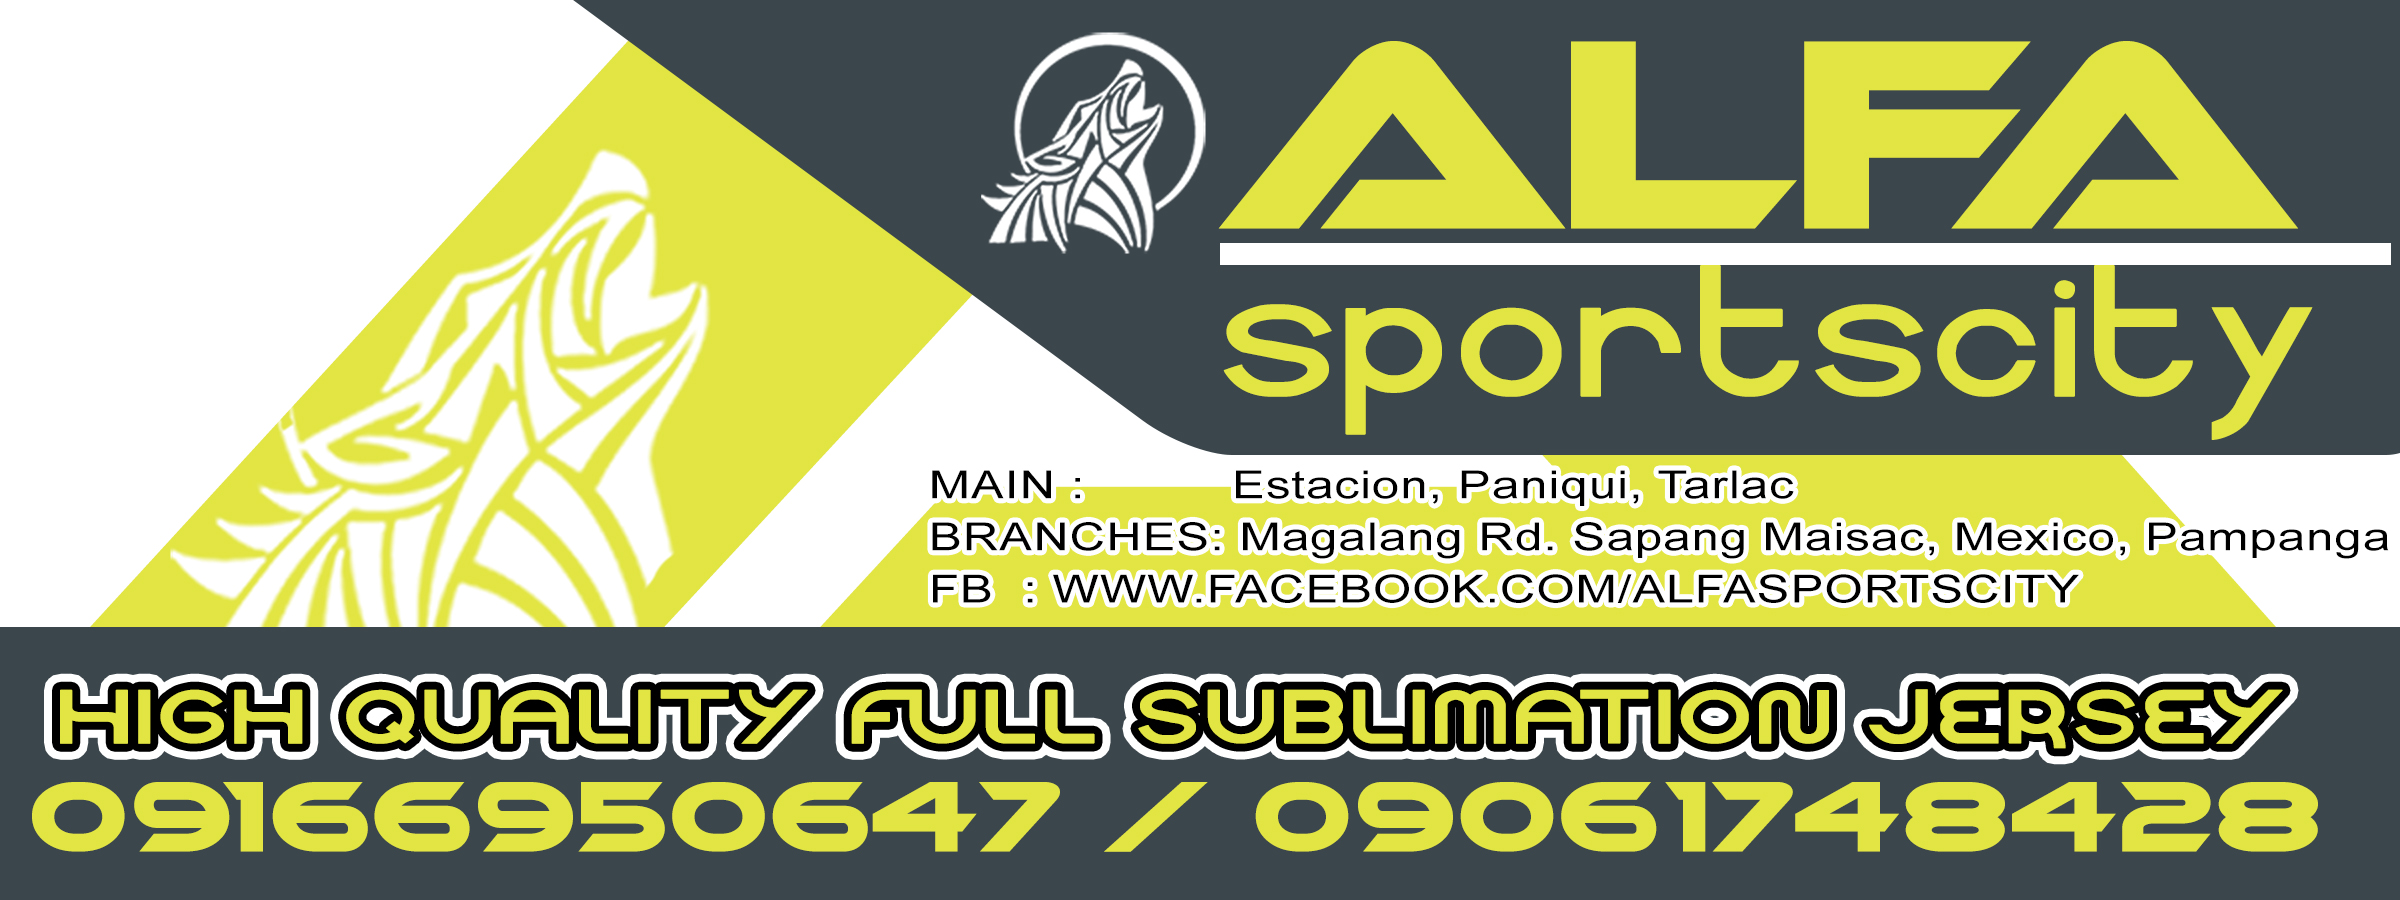 ALFA
sportscity
MAIN : Estacion, Paniqui, Tarlac
BRANCHES: Magalang Rd. Sapang Maisac, Mexico, Pampanga
FB : WWW.FACEBOOK.COM/ALFASPORTSCITY
HIGH QUALITY FULL SUBLIMATION JERSEY
09166950647 / 09061748428